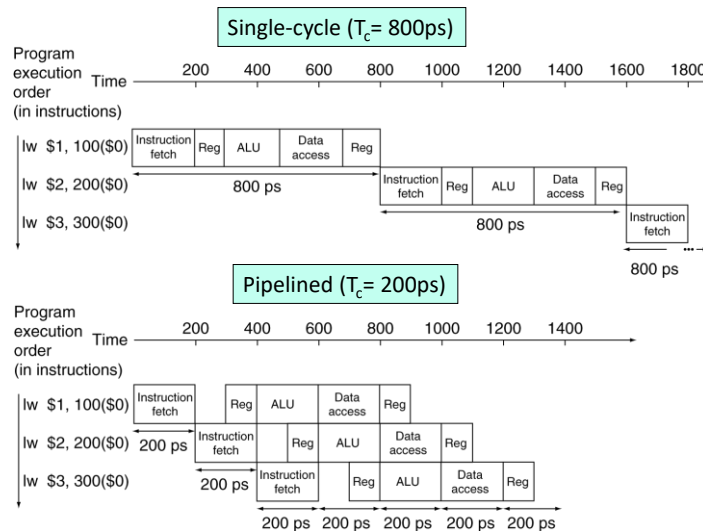 Single-cycle (Tc= 800ps)
Program
execution
order
(in instructions)
Time
200 400 600 800 1000 1200 1400 1600 1800
lw $1, 100($0)
Instruction
fetch
Reg
ALU
Data
access
Reg
lw $2, 200($0)
800 ps
Instruction
fetch
Reg
ALU
Data
access
Reg
lw $3, 300($0)
800 ps
Instruction
fetch
...
800 ps
Pipelined (Tc= 200ps)
Program
execution
order
(in instructions)
Time
200 400 600 800 1000 1200 1400
lw $1, 100($0)
Instruction
fetch
Reg
ALU
Data
access
Reg
lw $2, 200($0)
200 ps
Instruction
fetch
Reg
ALU
Data
access
Reg
lw $3, 300($0)
200 ps
Instruction
fetch
Reg
ALU
Data
access
Reg
200 ps 200 ps 200 ps 200 ps 200 ps